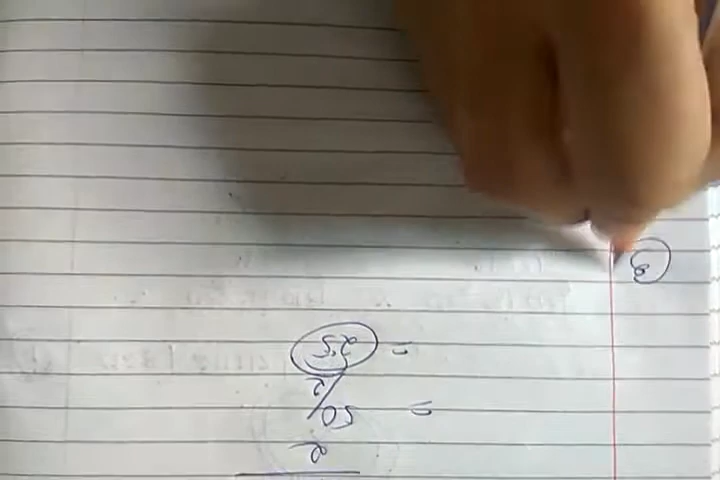 2
= 50/2
= 25